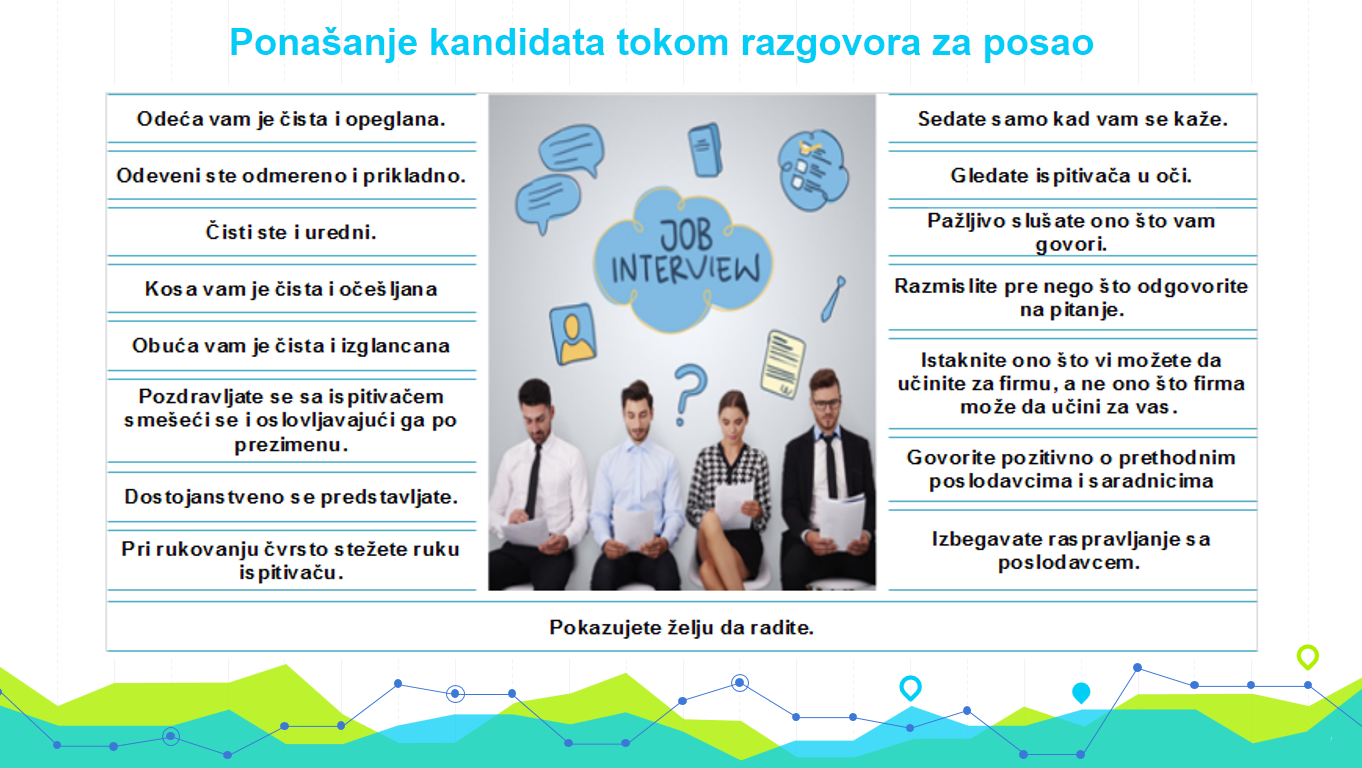 Ponašanje kandidata tokom razgovora za posao
Odeća vam je čista i opeglana.
Odeveni ste odmereno i prikladno.
Čisti ste i uredni.
Kosa vam je čista i očešljana
Obuća vam je čista i izglancana
Pozdravljate se sa ispitivačem
smešeći se i oslovljavajući ga po
prezimenu.
Dostojanstveno se predstavljate.
Pri rukovanju čvrsto stežete ruku
ispitivaču.
JOB
INTERVIEW
Sedate samo kad vam se kaže.
Gledate ispitivača u oči.
Pažljivo slušate ono što vam
govori.
Razmislite pre nego što odgovorite
na pitanje.
Istaknite ono što vi možete da
učinite za firmu, a ne ono što firma
može da učini za vas.
Govorite pozitivno o prethodnim
poslodavcima i saradnicima
Izbegavate raspravljanje sa
poslodavcem.
Pokazujete želju da radite.